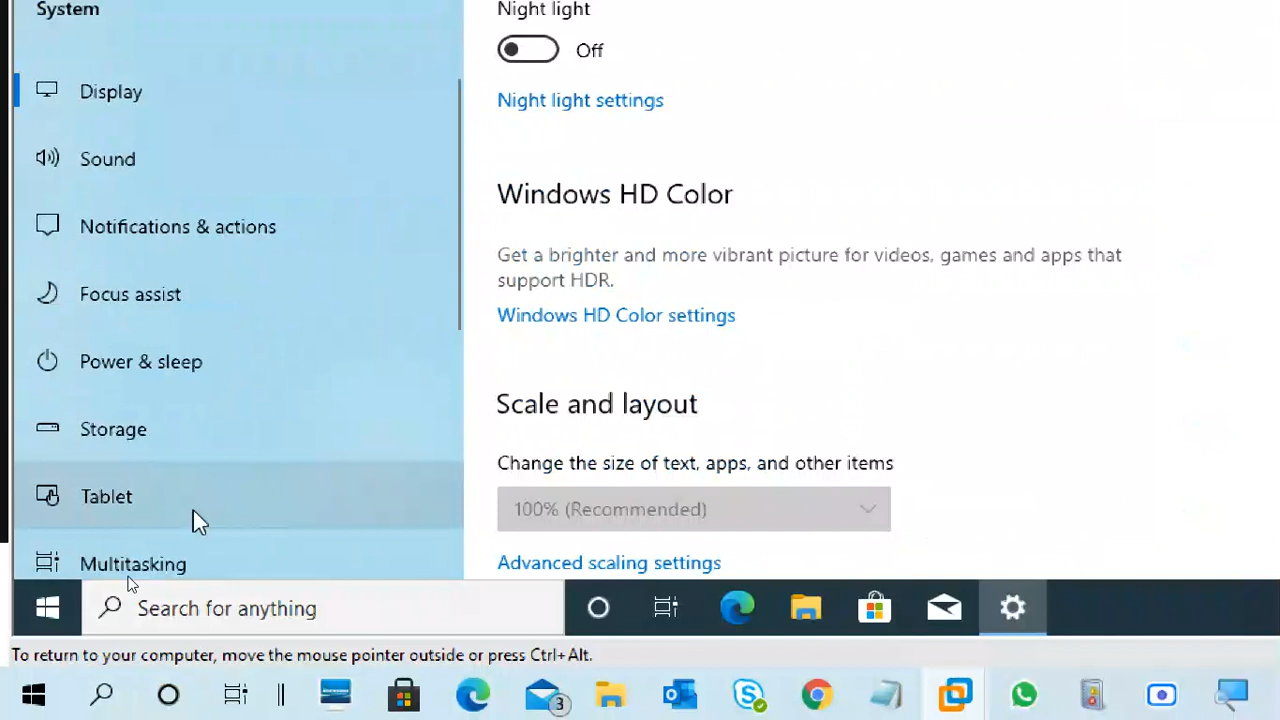 System
Display
Sound
Notifications & actions
Focus assist
Power & sleep
Storage
Tablet
Multitasking
Night light
Off
Night light settings
Windows HD Color
Get a brighter and more vibrant picture for videos, games and apps that
support HDR.
Windows HD Color settings
Scale and layout
Change the size of text, apps, and other items
100% (Recommended)
Advanced scaling settings
Search for anything
To return to your computer, move the mouse pointer outside or press Ctrl+Alt.
3